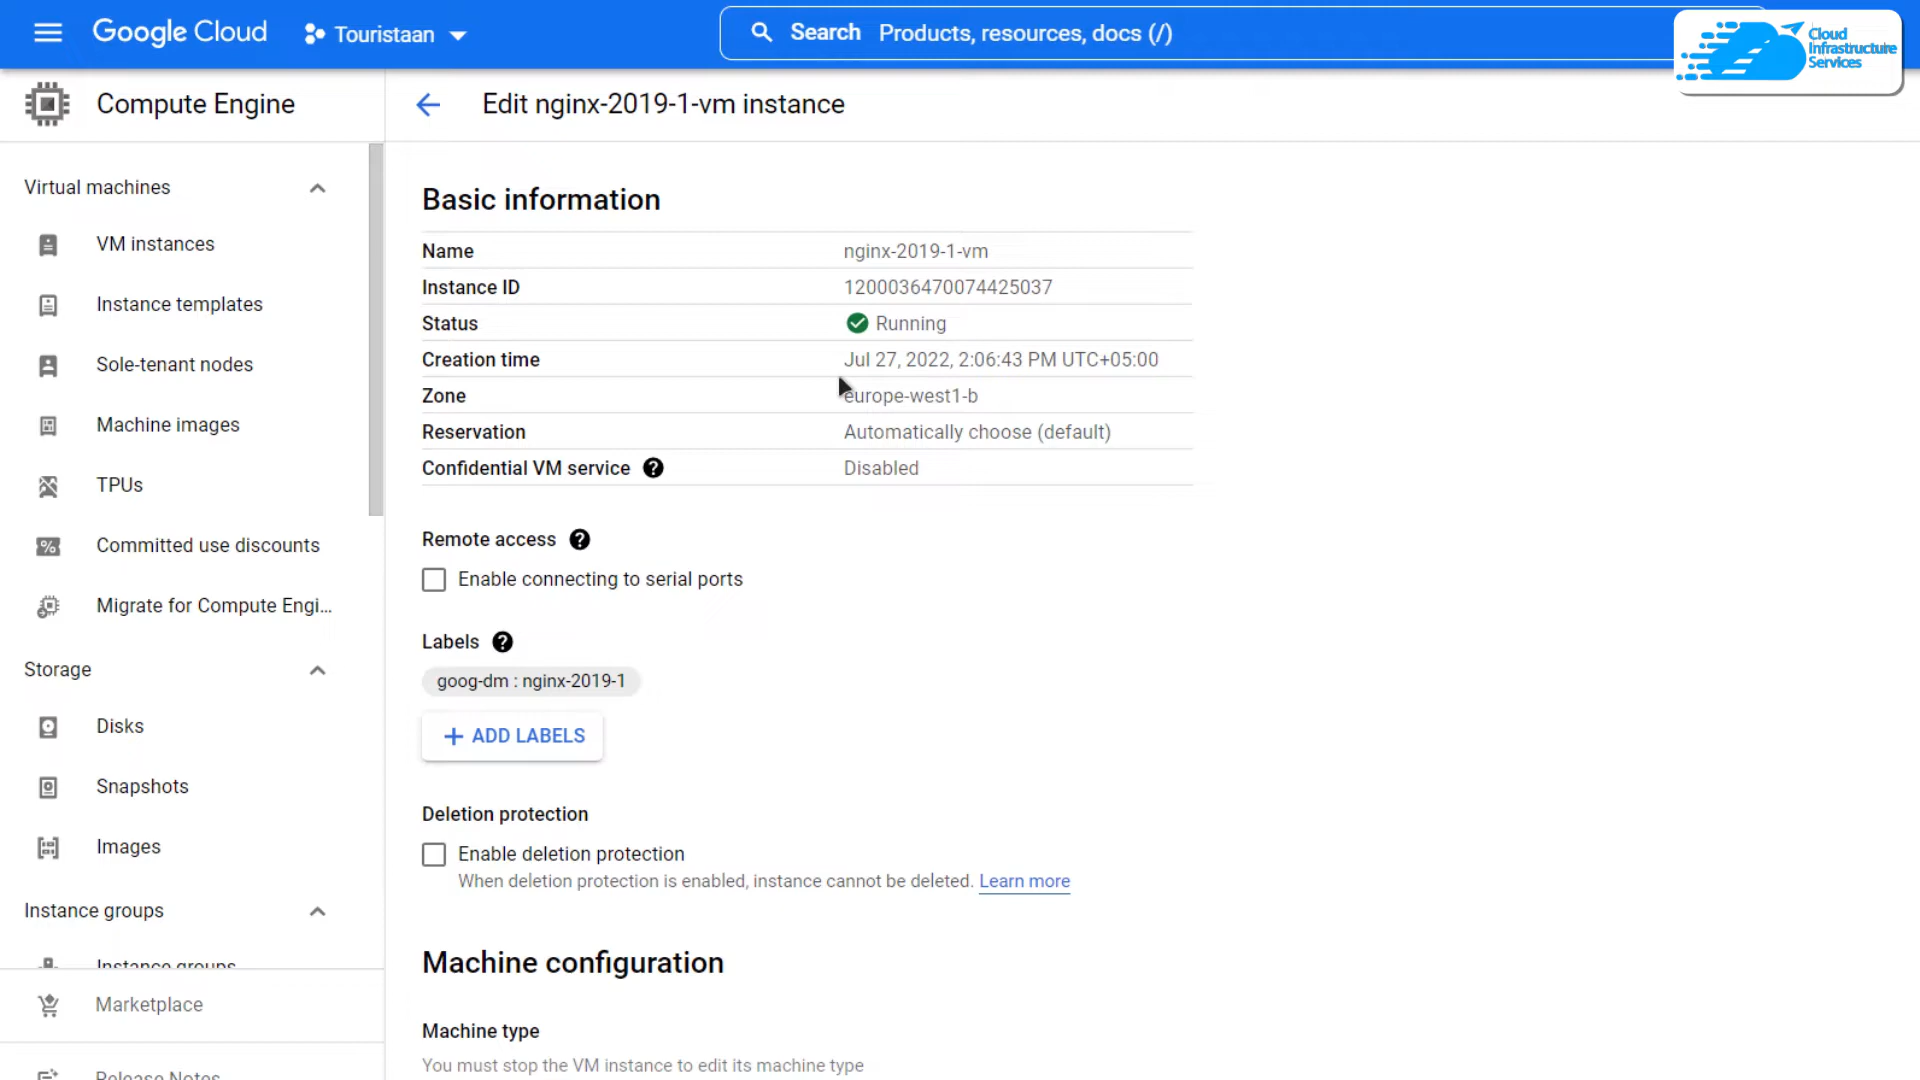 Google Cloud
Touristaan
Search Products, resources, docs (/)
Cloud
Infrastructure
Services
Compute Engine
Edit nginx-2019-1-vm instance
Virtual machines
VM instances
Instance templates
Sole-tenant nodes
Machine images
TPUs
Committed use discounts
Migrate for Compute Engi...
Storage
Disks
Snapshots
Images
Instance groups
Instance groups
Marketplace
Release Notes
Basic information
Name nginx-2019-1-vm
Instance ID 1200036470074425037
Status Running
Creation time Jul 27, 2022, 2:06:43 PM UTC+05:00
Zone europe-west1-b
Reservation Automatically choose (default)
Confidential VM service ? Disabled
Remote access ?
Enable connecting to serial ports
Labels ?
goog-dm : nginx-2019-1
+ ADD LABELS
Deletion protection
Enable deletion protection
When deletion protection is enabled, instance cannot be deleted. Learn more
Machine configuration
Machine type
You must stop the VM instance to edit its machine type